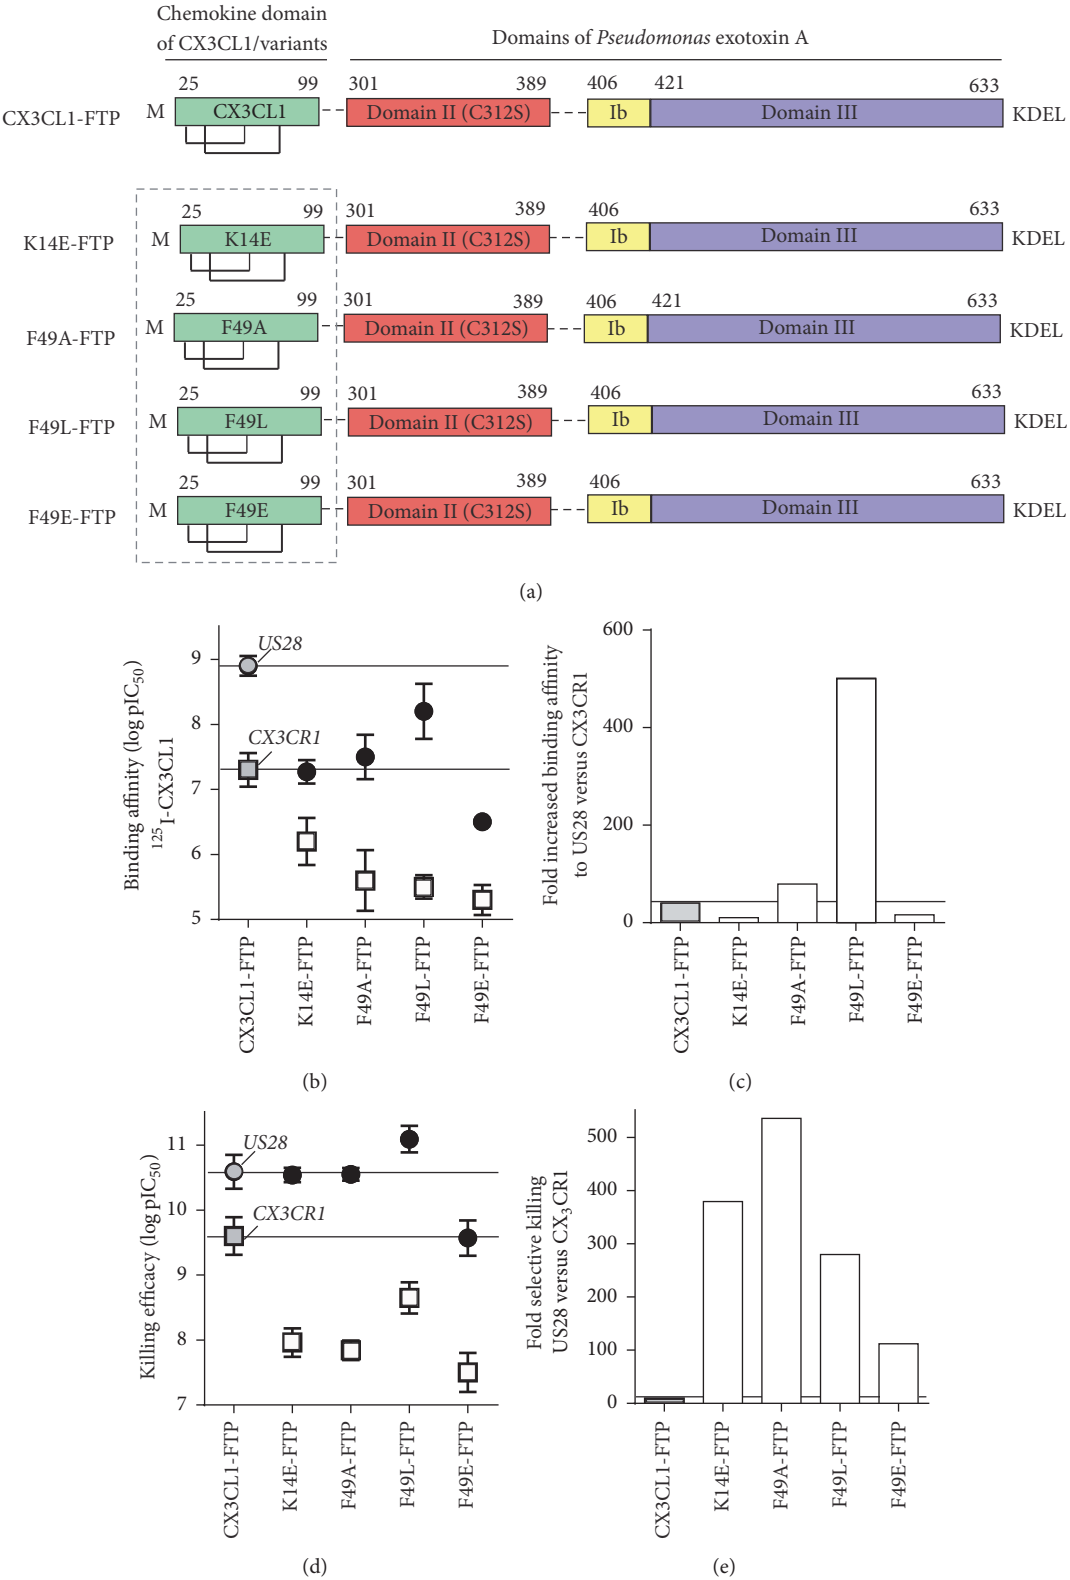 Chemokine domain
of CX3CL1/variants
Domains of Pseudomonas exotoxin A
25 99 301 389 406 421 633
CX3CL1-FTP M CX3CL1 Domain II (C312S) Ib Domain III KDEL
25 99 301 389 406 633
K14E-FTP M K14E Domain II (C312S) Ib Domain III KDEL
25 99 301 389 406 421 633
F49A-FTP M F49A Domain II (C312S) Ib Domain III KDEL
25 99 301 389 406 633
F49L-FTP M F49L Domain II (C312S) Ib Domain III KDEL
25 99 301 389 406 633
F49E-FTP M F49E Domain II (C312S) Ib Domain III KDEL
(a)
Binding affinity (log pIC50)
125I-CX3CL1
9
8
7
6
5
US28
CX3CR1
CX3CL1-FTP
K14E-FTP
F49A-FTP
F49L-FTP
F49E-FTP
(b)
Fold increased binding affinity
to US28 versus CX3CR1
600
400
200
0
CX3CL1-FTP
K14E-FTP
F49A-FTP
F49L-FTP
F49E-FTP
(c)
Killing efficacy (log pIC50)
11
10
9
8
7
US28
CX3CR1
CX3CL1-FTP
K14E-FTP
F49A-FTP
F49L-FTP
F49E-FTP
(d)
Fold selective killing
US28 versus CX3CR1
500
400
300
200
100
0
CX3CL1-FTP
K14E-FTP
F49A-FTP
F49L-FTP
F49E-FTP
(e)